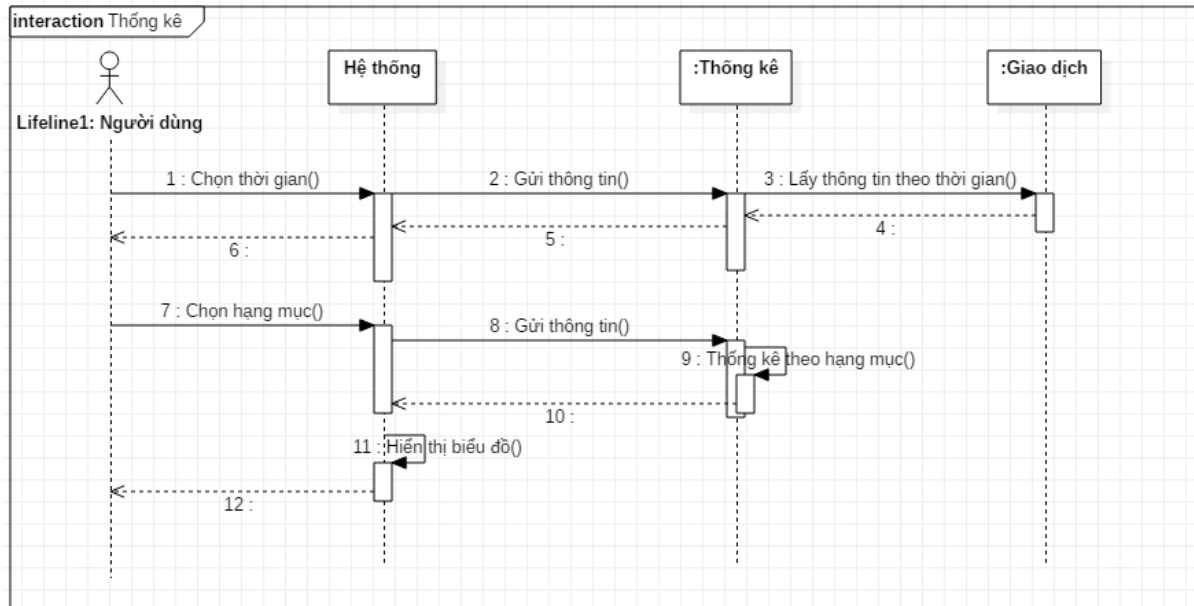 interaction Thống kê
Hệ thống
:Thống kê
:Giao dịch
Lifeline1: Người dùng
1 : Chọn thời gian()
2 : Gửi thông tin()
3 : Lấy thông tin theo thời gian()
4 :
5 :
6 :
7 : Chọn hạng mục()
8 : Gửi thông tin()
9 : Thống kê theo hạng mục()
10 :
11 : Hiển thị biểu đồ()
12 :